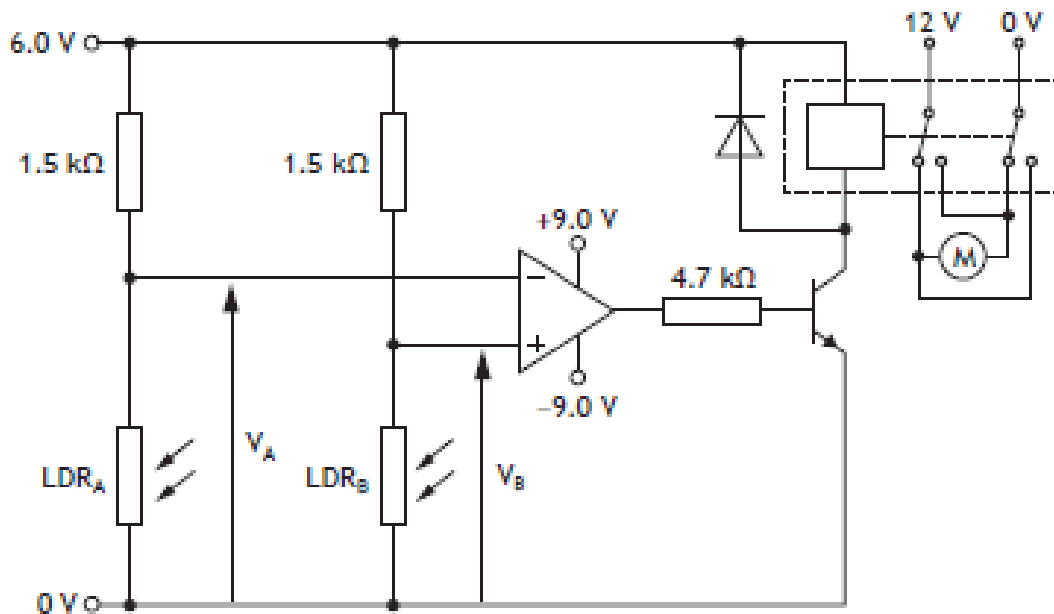 12 V 0 V
6.0 V
1.5 kΩ 1.5 kΩ
+9.0 V
M
4.7 kΩ
−
+
−9.0 V
V_A
LDR_A LDR_B V_B
0 V